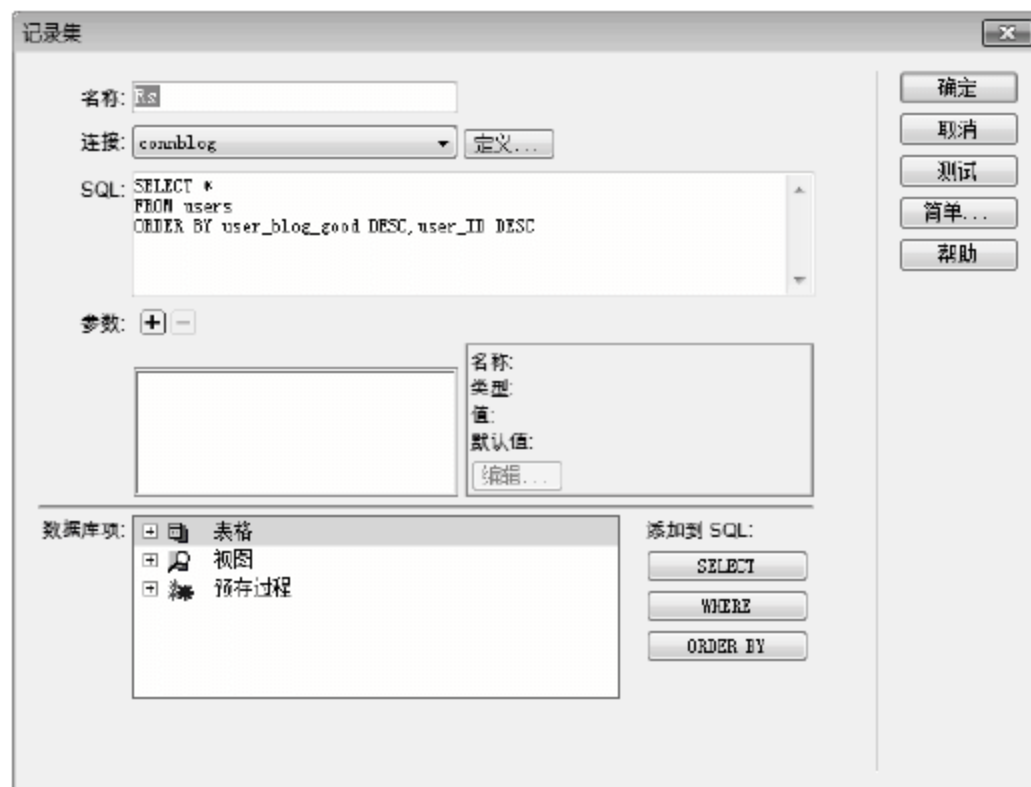 记录集
名称: Rs
连接: connblog 定义...
SQL: SELECT *
FROM users
ORDER BY user_blog_good DESC,user_ID DESC
参数:
名称:
类型:
值:
默认值:
编辑...
数据库项: 表格
视图
预存过程
添加到 SQL:
SELECT
WHERE
ORDER BY
确定
取消
测试
简单...
帮助